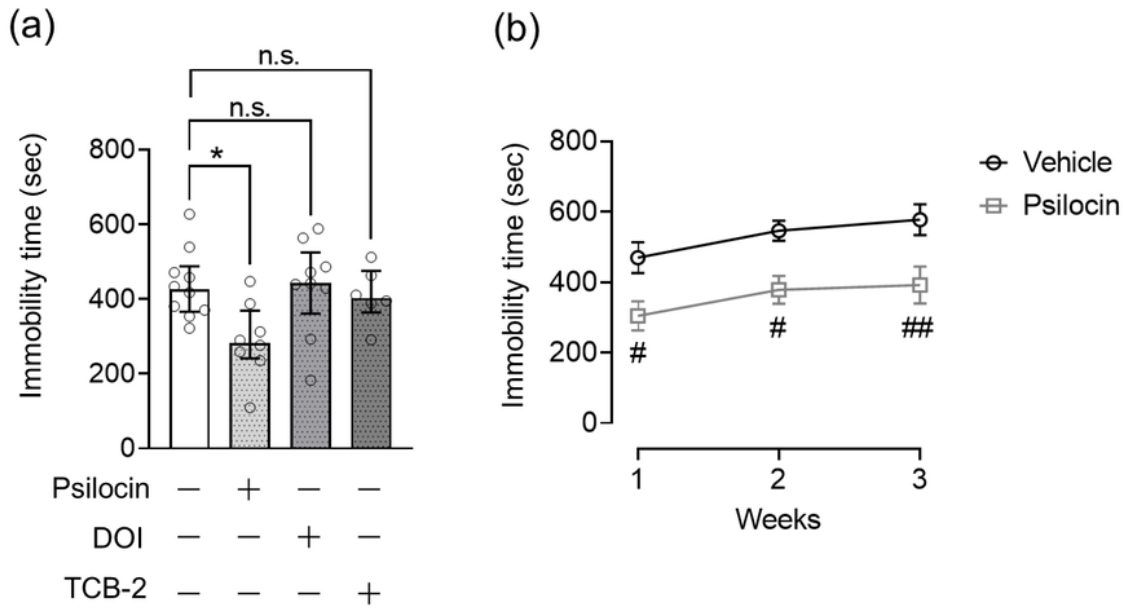 (a)
n.s.
n.s.
*
Immobility time (sec)
800
600
400
200
0
Psilocin − + − −
DOI − − + −
TCB-2 − − − +
(b)
Immobility time (sec)
800
600
400
200
0
# # ##
1 2 3
Weeks
Vehicle
Psilocin